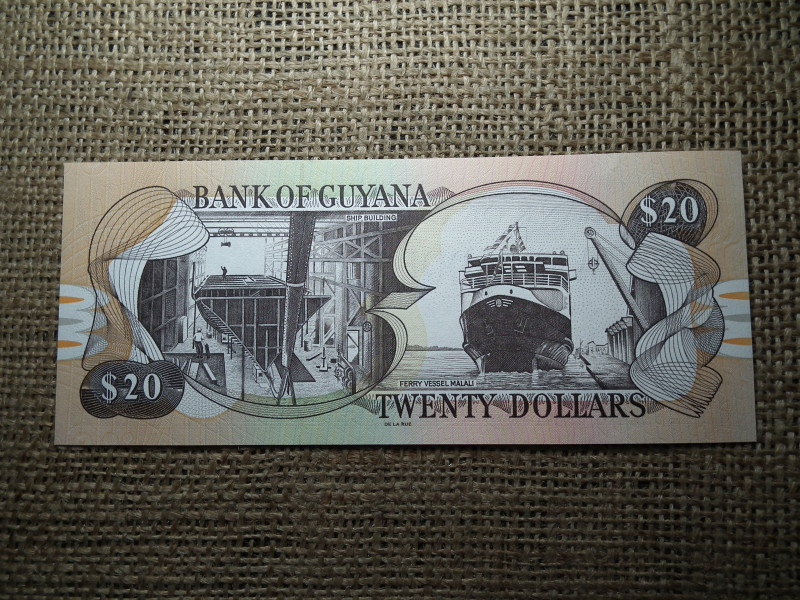 BANK OF GUYANA
SHIP BUILDING
$20
$20
FERRY VESSEL MALALI
TWENTY DOLLARS
DE LA RUE